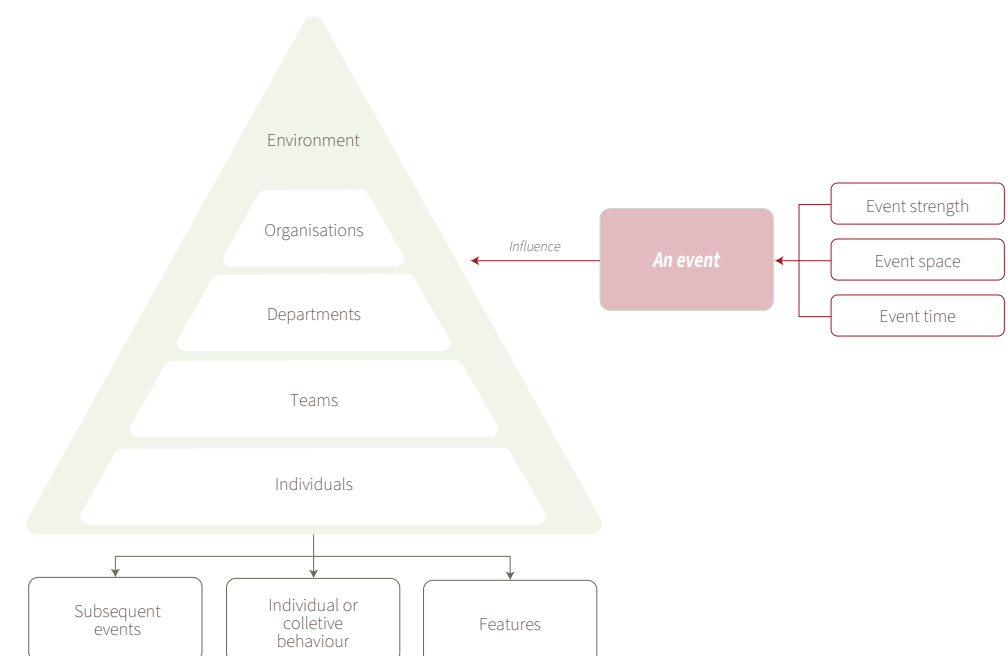 Environment
Organisations
Departments
Teams
Individuals
Influence
An event
Event strength
Event space
Event time
Subsequent
events
Individual or
colletive
behaviour
Features